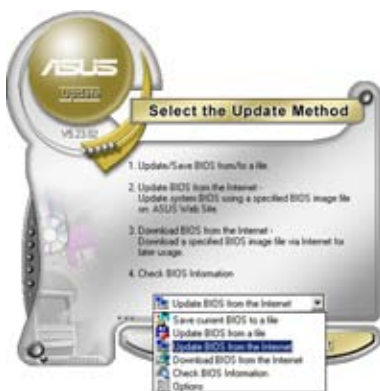 ASUS
Update
V5.23.02
Select the Update Method
1. Update/Save BIOS from/to a file.
2. Update BIOS from the Internet -
Update system BIOS using a specified BIOS image file
on ASUS Web Site.
3. Download BIOS from the Internet -
Download a specified BIOS image file via Internet for
later usage.
4. Check BIOS Information
Update BIOS from the Internet
Save current BIOS to a file
Update BIOS from a file
Update BIOS from the Internet
Download BIOS from the Internet
Check BIOS Information
Options